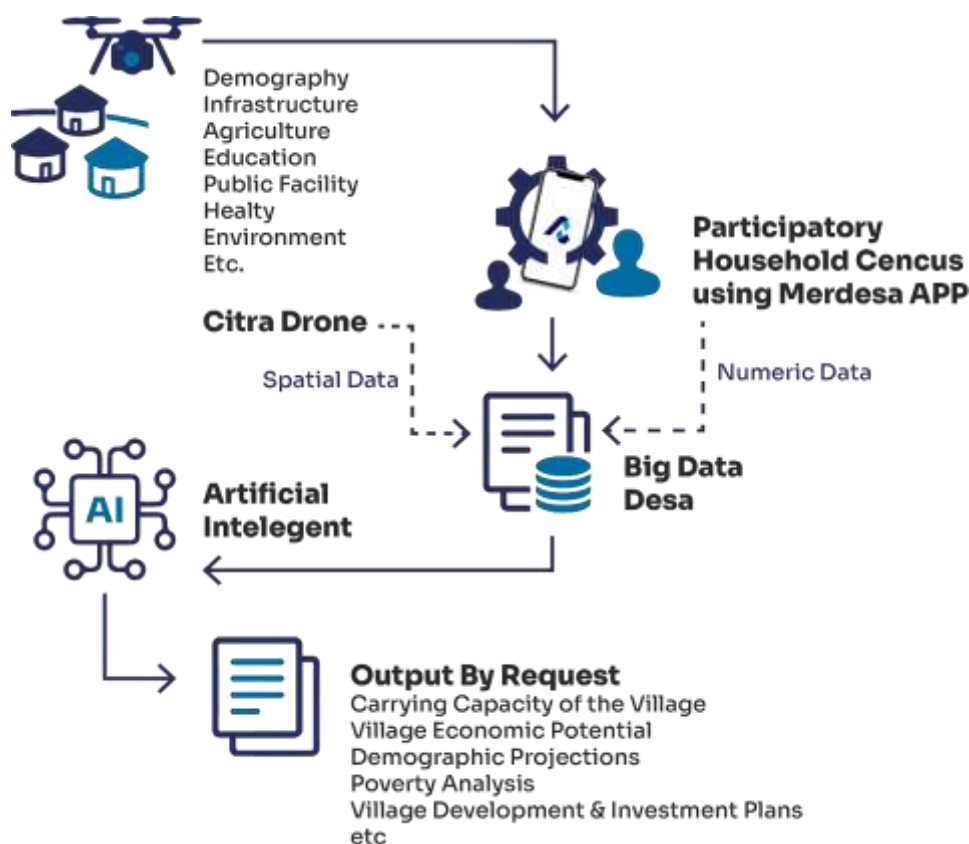 Demography
Infrastructure
Agriculture
Education
Public Facility
Healty
Environment
Etc.
Participatory
Household Cencus
using Merdesa APP
Citra Drone
Spatial Data
Numeric Data
Big Data
Desa
AI
Artificial
Intelegent
Output By Request
Carrying Capacity of the Village
Village Economic Potential
Demographic Projections
Poverty Analysis
Village Development & Investment Plans
etc